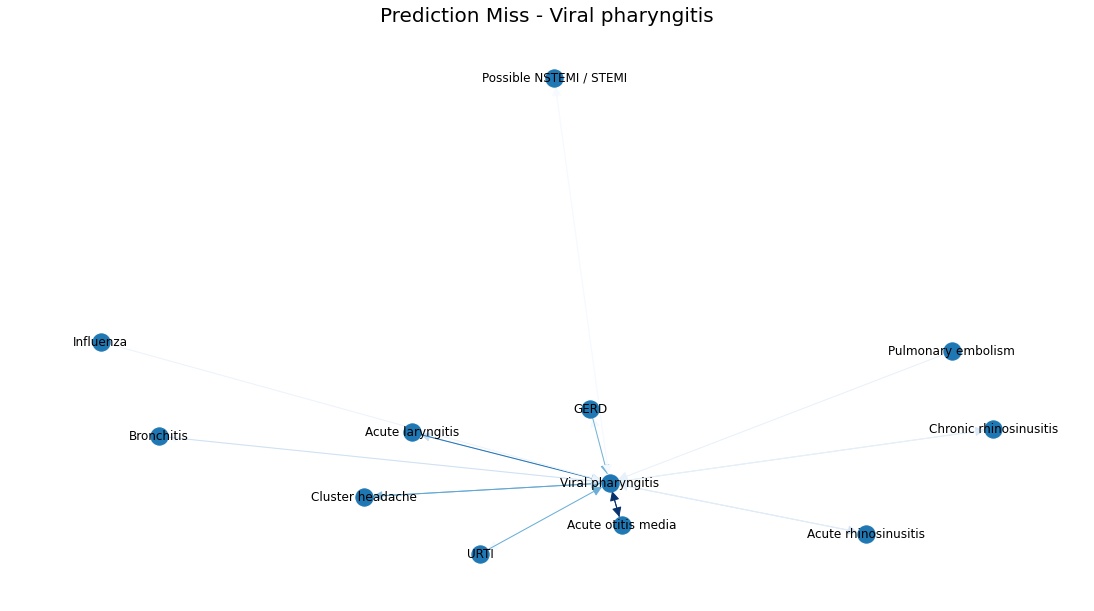 Prediction Miss - Viral pharyngitis
Possible NSTEMI / STEMI
Influenza
Pulmonary embolism
GERD
Chronic rhinosinusitis
Acute laryngitis
Bronchitis
Viral pharyngitis
Cluster headache
Acute otitis media
Acute rhinosinusitis
URTI